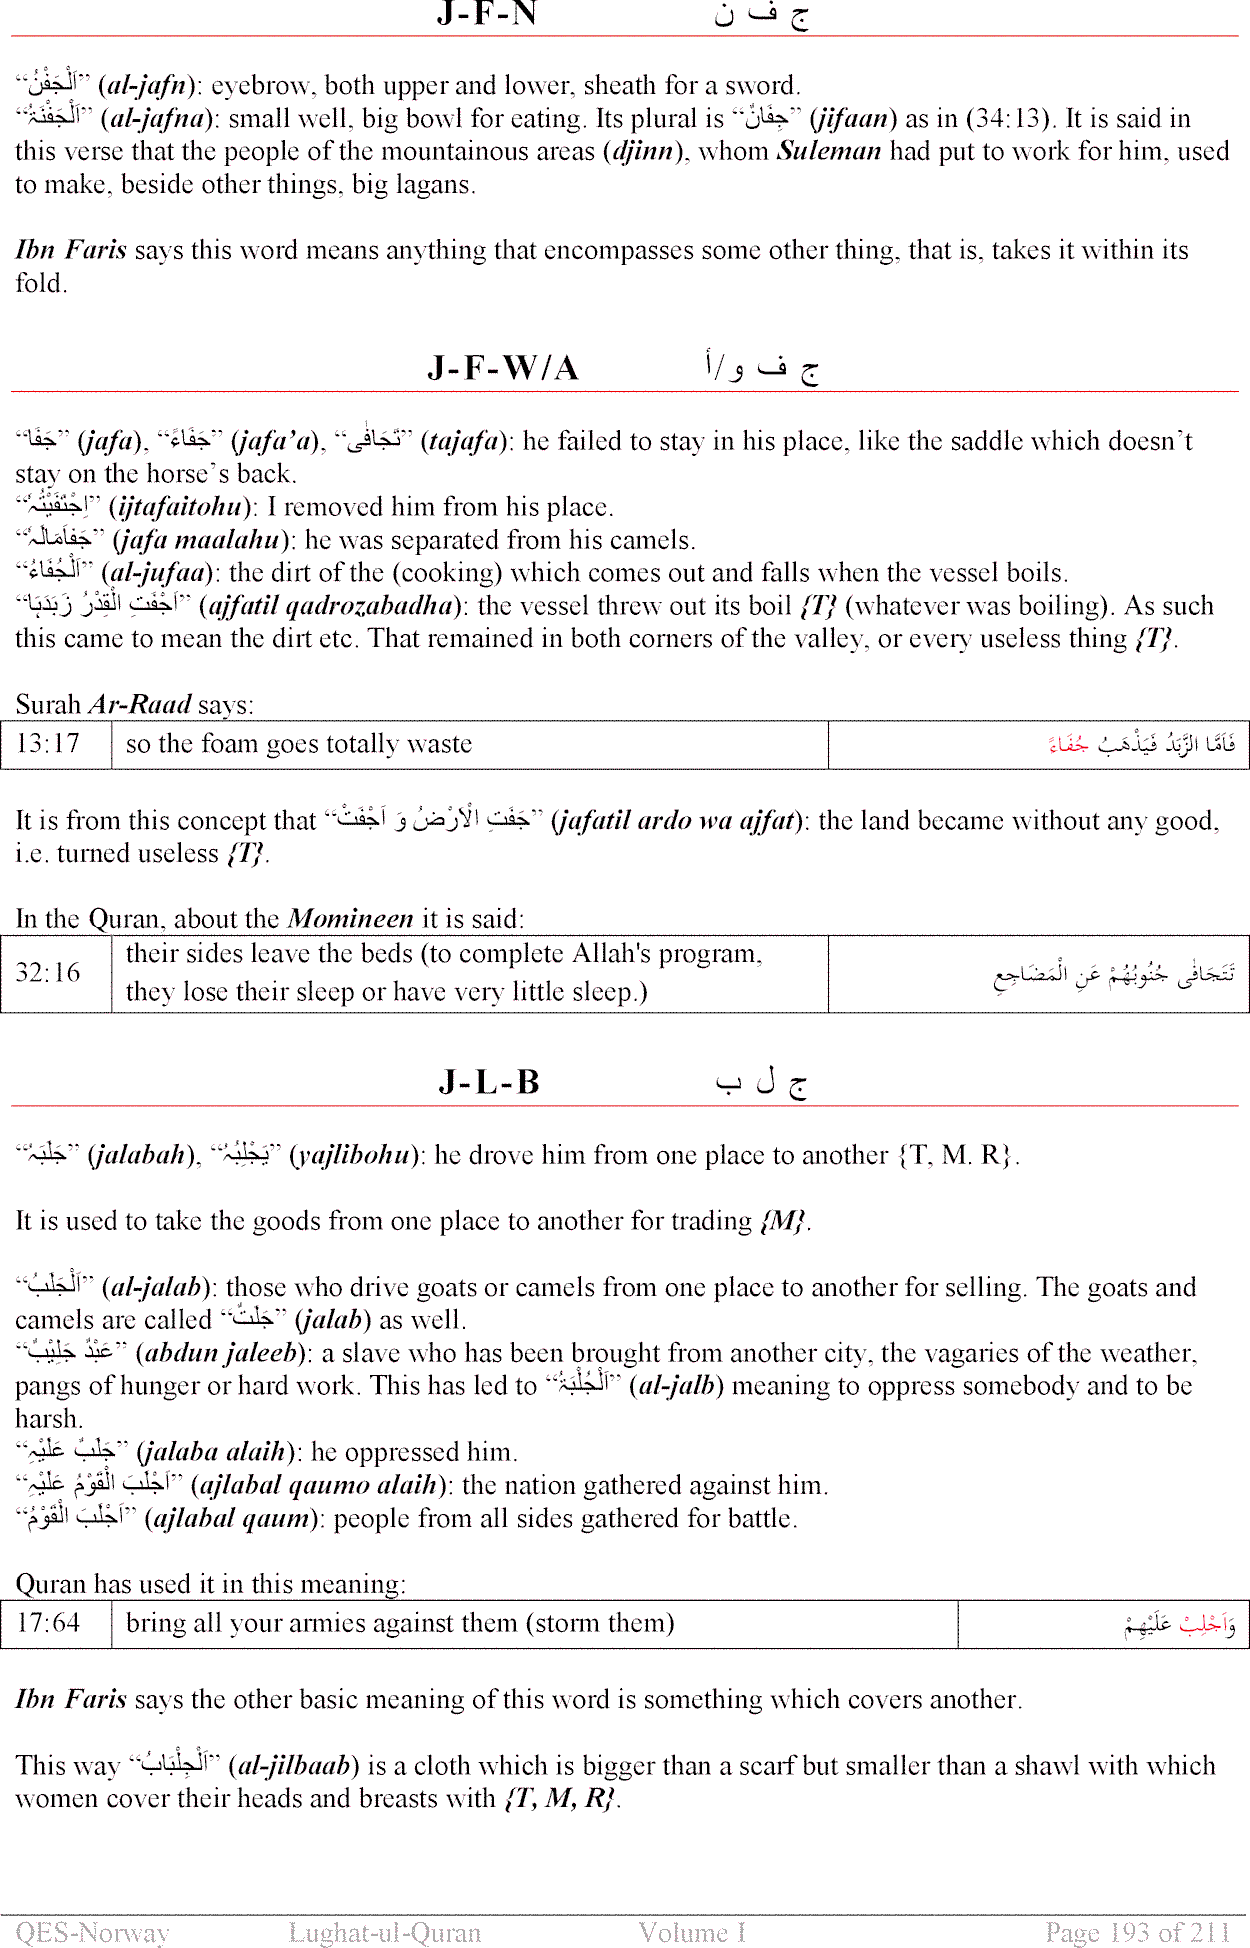 J-F-N ج ف ن
“اَلْجَفْنُ” (al-jafn): eyebrow, both upper and lower, sheath for a sword.
“اَلْجَفْنَۃُ” (al-jafna): small well, big bowl for eating. Its plural is “جِفَانٌ” (jifaan) as in (34:13). It is said in
this verse that the people of the mountainous areas (djinn), whom Suleman had put to work for him, used
to make, beside other things, big lagans.
Ibn Faris says this word means anything that encompasses some other thing, that is, takes it within its
fold.
J-F-W/A ج ف و/أ
“جَفَا” (jafa), “جَفَاءً” (jafa’a), “تَجَافٰی” (tajafa): he failed to stay in his place, like the saddle which doesn’t
stay on the horse’s back.
“اِجْتَفَیْتُہٗ” (ijtafaitohu): I removed him from his place.
“جَفَاَمَالَہٗ” (jafa maalahu): he was separated from his camels.
“اَلْجُفَاءُ” (al-jufaa): the dirt of the (cooking) which comes out and falls when the vessel boils.
“اَجْفَتِ الْقِدْرُ زَبَدَہَا” (ajfatil qadrozabadha): the vessel threw out its boil {T} (whatever was boiling). As such
this came to mean the dirt etc. That remained in both corners of the valley, or every useless thing {T}.
Surah Ar-Raad says:
13:17 so the foam goes totally waste فَاَمَّا الزَّبَدُ فَيَذْهَبُ جُفَاءً
It is from this concept that “جَفَتِ الْاَرْضُ وَ اَجْفَتْ” (jafatil ardo wa ajfat): the land became without any good,
i.e. turned useless {T}.
In the Quran, about the Momineen it is said:
32:16 their sides leave the beds (to complete Allah's program,
they lose their sleep or have very little sleep.) تَتَجَافٰى جُنُوبُهُمْ عَنِ الْمَضَاجِعِ
J-L-B ج ل ب
“جَلَبَہٗ” (jalabah), “یَجْلِبُہٗ” (yajlibohu): he drove him from one place to another {T, M. R}.
It is used to take the goods from one place to another for trading {M}.
“اَلْجَلَبُ” (al-jalab): those who drive goats or camels from one place to another for selling. The goats and
camels are called “جَلَبٌ” (jalab) as well.
“عَبْدٌ جَلِیْبٌ” (abdun jaleeb): a slave who has been brought from another city, the vagaries of the weather,
pangs of hunger or hard work. This has led to “اَلْجُلْبَۃُ” (al-jalb) meaning to oppress somebody and to be
harsh.
“جَلَبٌ عَلَیْہِ” (jalaba alaih): he oppressed him.
“اَجْلَبَ الْقَوْمُ عَلَیْہِ” (ajlabal qaumo alaih): the nation gathered against him.
“اَجْلَبَ الْقَوْمُ” (ajlabal qaum): people from all sides gathered for battle.
Quran has used it in this meaning:
17:64 bring all your armies against them (storm them) وَاَجْلِبْ عَلَيْهِمْ
Ibn Faris says the other basic meaning of this word is something which covers another.
This way “اَلْجِلْبَابُ” (al-jilbaab) is a cloth which is bigger than a scarf but smaller than a shawl with which
women cover their heads and breasts with {T, M, R}.
QES-Norway Lughat-ul-Quran Volume I Page 193 of 211